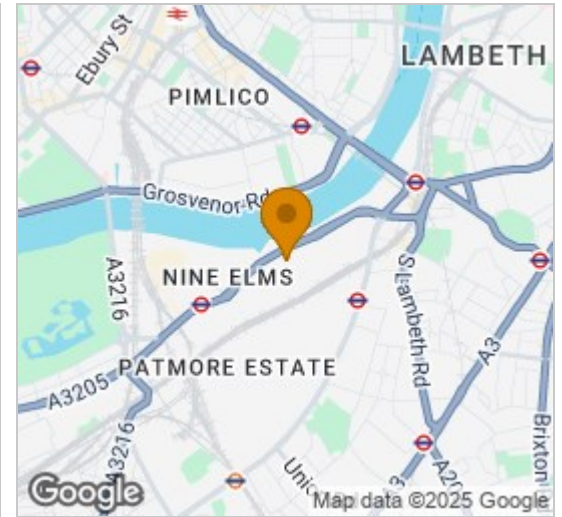 Ebury St
LAMBETH
PIMLICO
Grosvenor Rd
A3216
NINE ELMS
S Lambeth Rd
A3
PATMORE ESTATE
A3205
A3216
Brixton
Google
Map data ©2025 Google